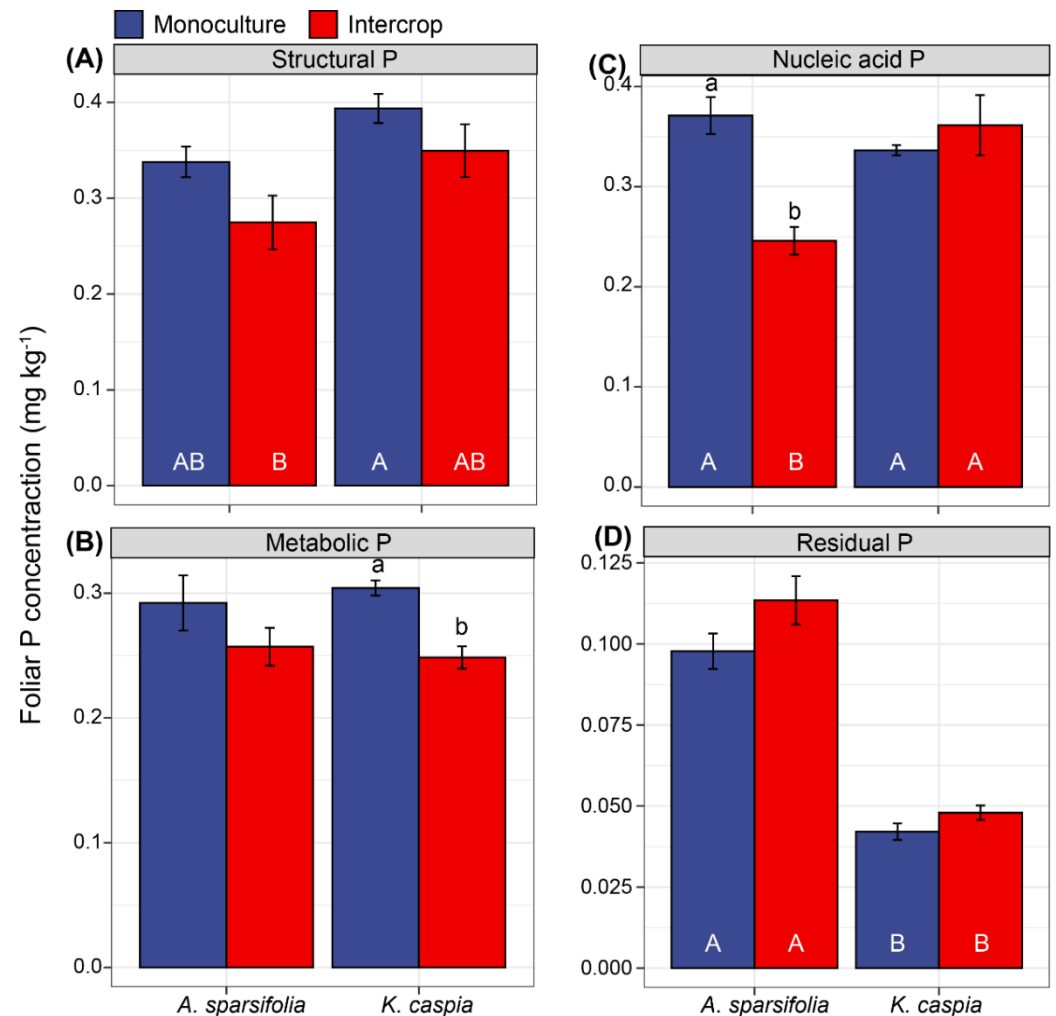 Monoculture Intercrop
(A) Structural P
0.4
0.3
0.2
0.1
0.0
AB B A AB
(C) Nucleic acid P
0.4
0.3
0.2
0.1
0.0
a
b
A B A A
Foliar P concentration (mg kg⁻¹)
(B) Metabolic P
0.3
0.2
0.1
0.0
a
b
A. sparsifolia K. caspia
(D) Residual P
0.125
0.100
0.075
0.050
0.025
0.000
A A B B
A. sparsifolia K. caspia